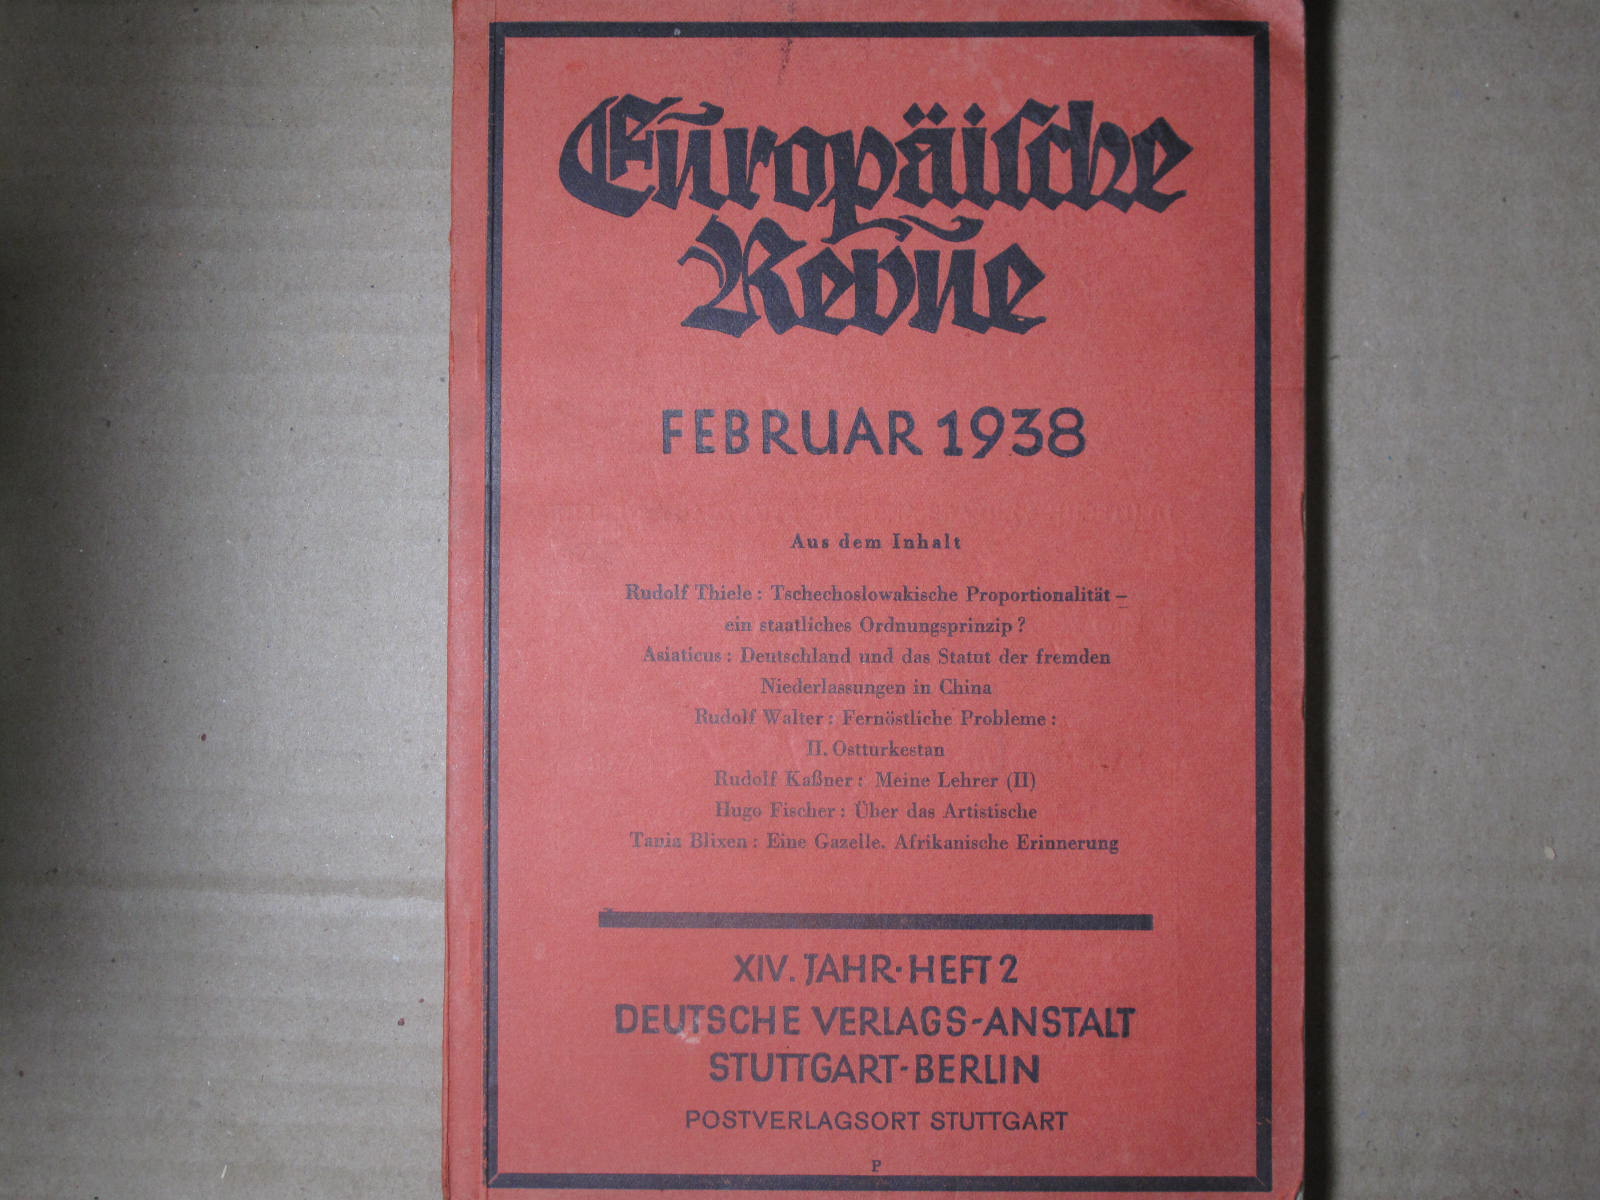 Europäische
Revue
FEBRUAR 1938
Aus dem Inhalt
Rudolf Thiele: Tschechoslowakische Proportionalität –
ein staatliches Ordnungsprinzip?
Asiaticus: Deutschland und das Statut der fremden
Niederlassungen in China
Rudolf Walter: Fernöstliche Probleme:
II. Ostturkestan
Rudolf Kaßner: Meine Lehrer (II)
Hugo Fischer: Über das Artistische
Tania Blixen: Eine Gazelle. Afrikanische Erinnerung
XIV. JAHR·HEFT 2
DEUTSCHE VERLAGS-ANSTALT
STUTTGART-BERLIN
POSTVERLAGSORT STUTTGART
P